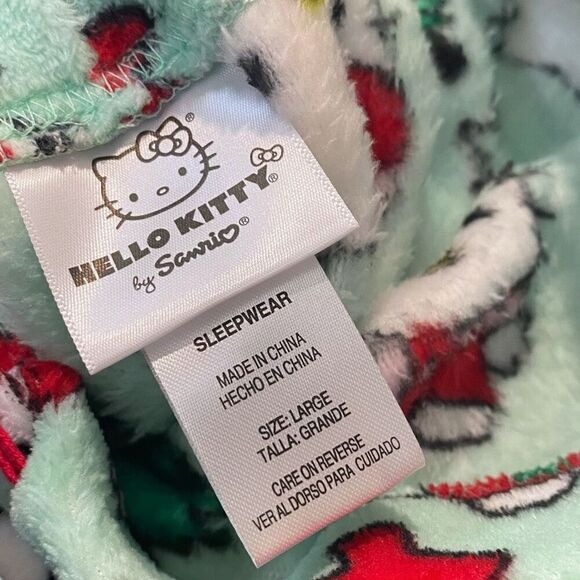 HELLO KITTY®
by Sanrio®
SLEEPWEAR
MADE IN CHINA
HECHO EN CHINA
SIZE: LARGE
TALLA: GRANDE
CARE ON REVERSE
VER AL DORSO PARA CUIDADO